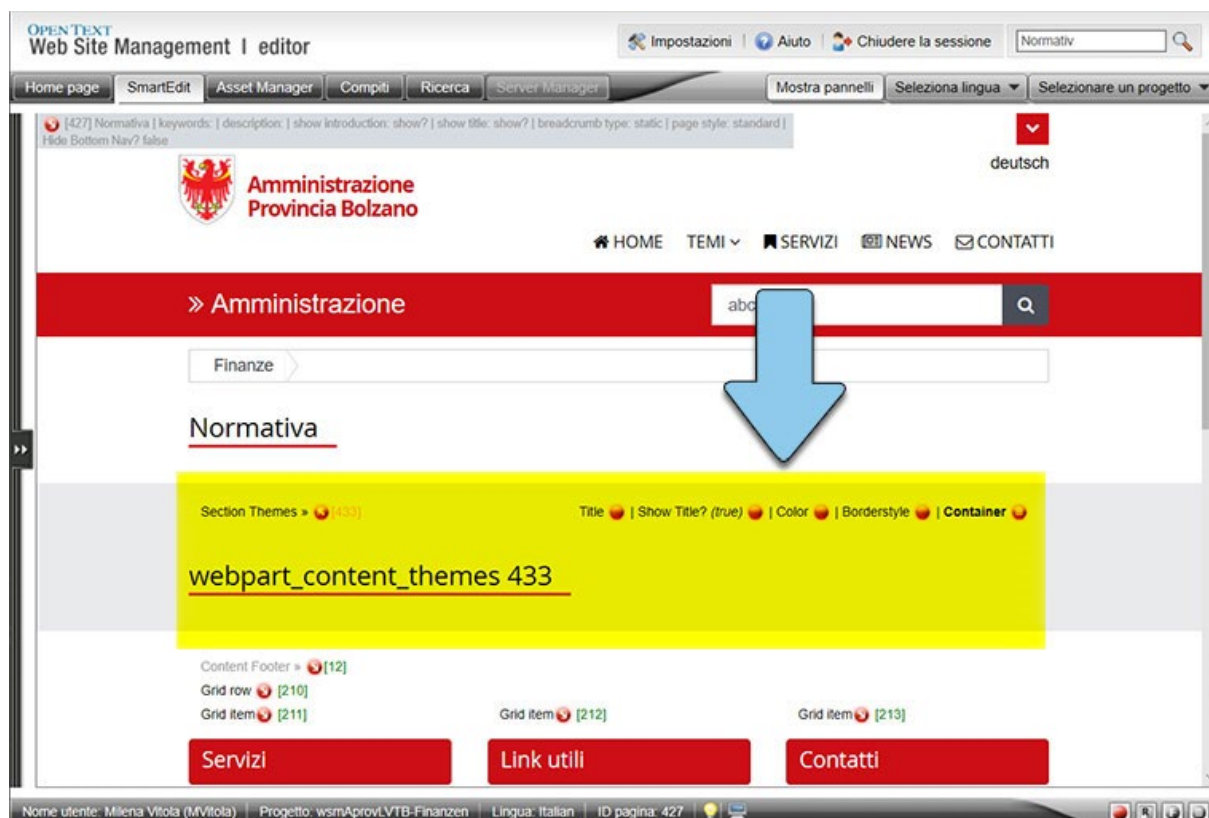 OPEN TEXT
Web Site Management | editor
Impostazioni | Aiuto | Chiudere la sessione
Normativ
Home page SmartEdit Asset Manager Compiti Ricerca Server Manager
Mostra pannelli Seleziona lingua Selezionare un progetto
[427] Normativa | keywords: | description: | show introduction: show? | show title: show? | breadcrumb type: static | page style: standard |
Hide Bottom Nav? false
deutsch
Amministrazione
Provincia Bolzano
HOME TEMI SERVIZI NEWS CONTATTI
» Amministrazione
abc
Finanze
Normativa
Section Themes » [433]
Title | Show Title? (true) | Color | Borderstyle | Container
webpart_content_themes 433
Content Footer » [12]
Grid row [210]
Grid item [211] Grid item [212] Grid item [213]
Servizi Link utili Contatti
Nome utente: Milena Vitola (MVitola) | Progetto: wsmAprovLVTB-Finanzen | Lingua: Italian | ID pagina: 427
R